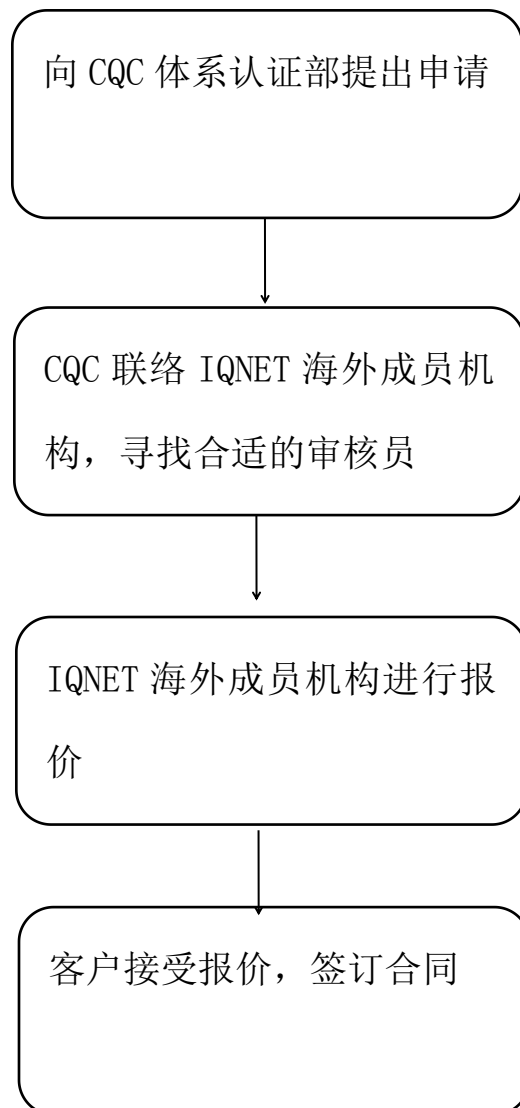 向 CQC 体系认证部提出申请
CQC 联络 IQNET 海外成员机
构，寻找合适的审核员
IQNET 海外成员机构进行报
价
客户接受报价，签订合同